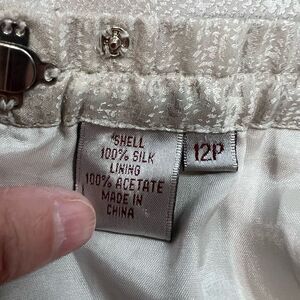 SHELL
100% SILK
LINING
100% ACETATE
MADE IN
CHINA
12P